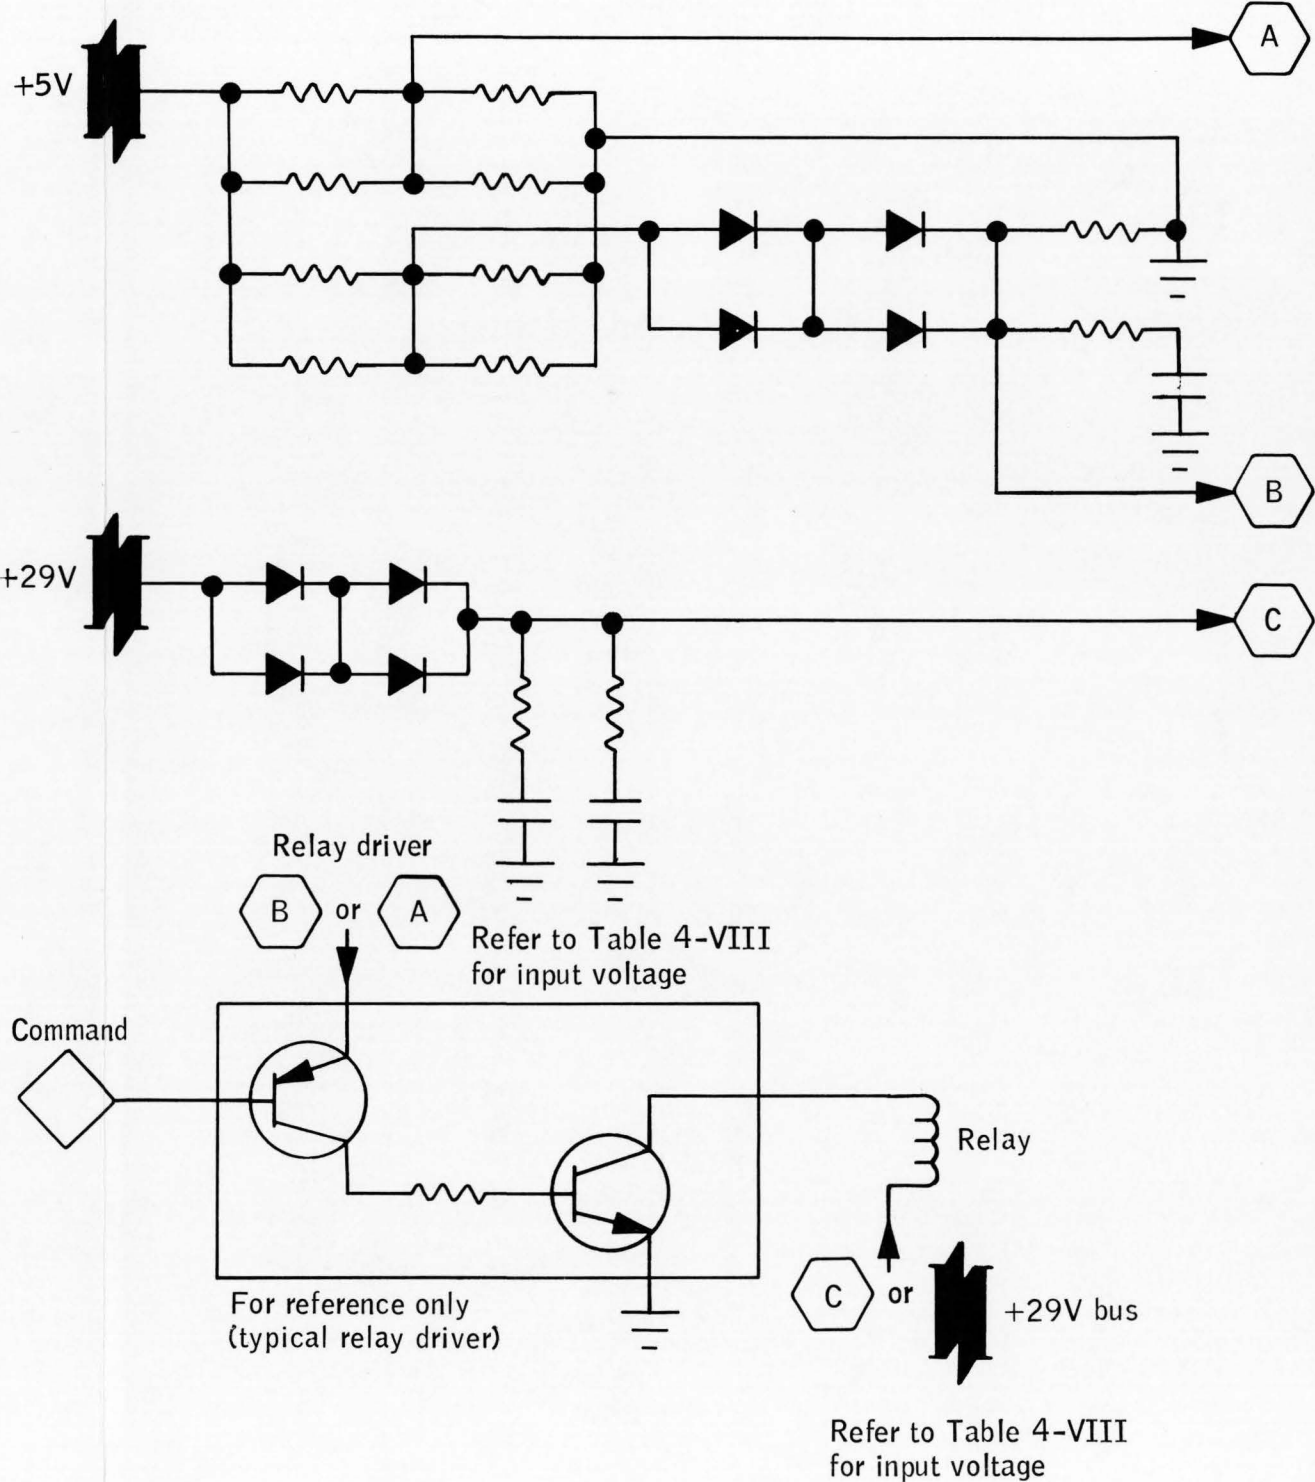 A
+5V
B
+29V
C
Relay driver
B or A
Refer to Table 4-VIII
for input voltage
Command
Relay
C or
+29V bus
For reference only
(typical relay driver)
Refer to Table 4-VIII
for input voltage